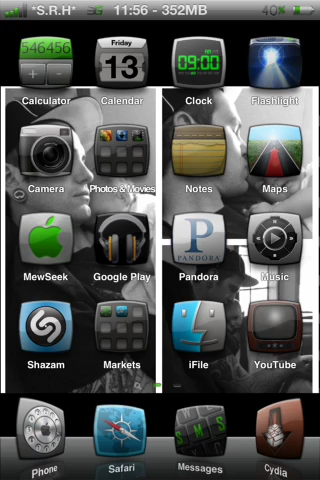 *S.R.H* 3G 11:56 - 352MB 40%
546456 Friday 09:00
13
Calculator Calendar Clock Flashlight
Camera Photos & Movies Notes Maps
P
PANDORA
MewSeek Google Play Pandora Music
Shazam Markets iFile YouTube
SMS
Phone Safari Messages Cydia